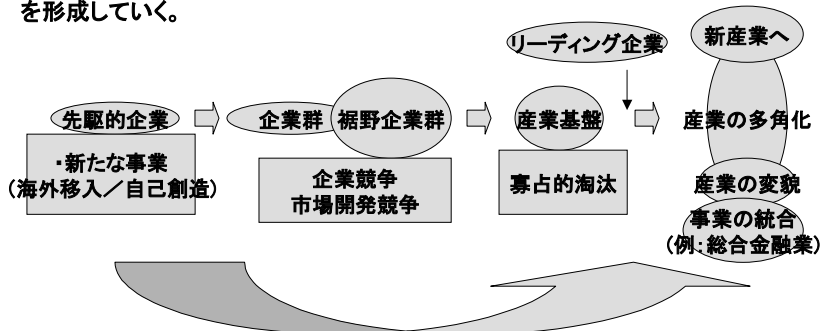 を形成していく。
リーディング企業
新産業へ
先駆的企業
企業群
裾野企業群
産業基盤
産業の多角化
・新たな事業
(海外移入／自己創造)
企業競争
市場開発競争
寡占的淘汰
産業の変貌
事業の統合
(例:総合金融業)